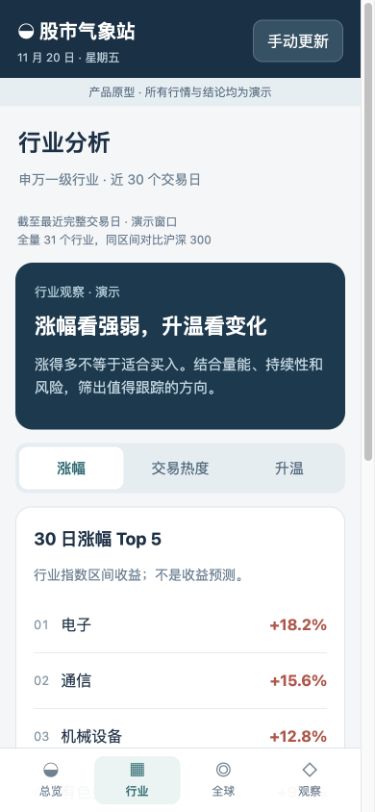 股市气象站
11 月 20 日 · 星期五
手动更新
产品原型 · 所有行情与结论均为演示
行业分析
申万一级行业 · 近 30 个交易日
截至最近完整交易日 · 演示窗口
全量 31 个行业，同区间对比沪深 300
行业观察 · 演示
涨幅看强弱，升温看变化
涨得多不等于适合买入。结合量能、持续性和
风险，筛出值得跟踪的方向。
涨幅 交易热度 升温
30 日涨幅 Top 5
行业指数区间收益；不是收益预测。
01 电子 +18.2%
02 通信 +15.6%
03 机械设备 +12.8%
总览 行业 全球 观察